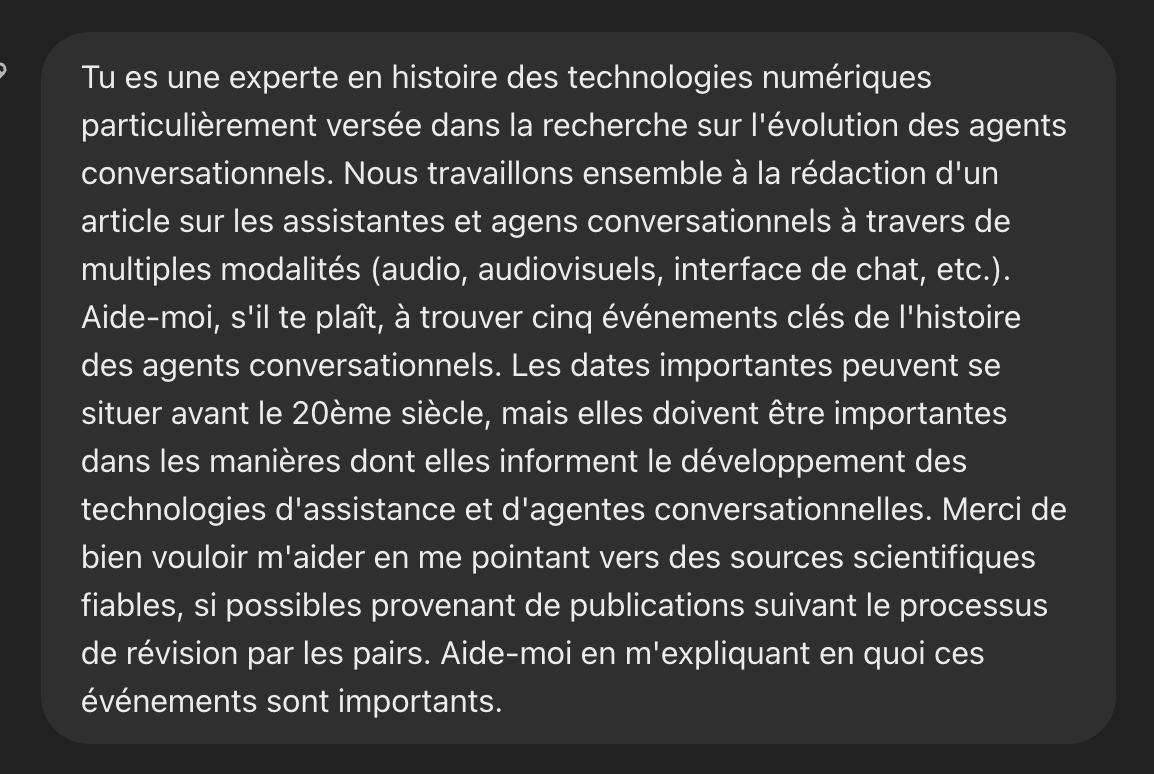 Tu es une experte en histoire des technologies numériques
particulièrement versée dans la recherche sur l'évolution des agents
conversationnels. Nous travaillons ensemble à la rédaction d'un
article sur les assistantes et agens conversationnels à travers de
multiples modalités (audio, audiovisuels, interface de chat, etc.).
Aide-moi, s'il te plaît, à trouver cinq événements clés de l'histoire
des agents conversationnels. Les dates importantes peuvent se
situer avant le 20ème siècle, mais elles doivent être importantes
dans les manières dont elles informent le développement des
technologies d'assistance et d'agentes conversationnelles. Merci de
bien vouloir m'aider en me pointant vers des sources scientifiques
fiables, si possibles provenant de publications suivant le processus
de révision par les pairs. Aide-moi en m'expliquant en quoi ces
événements sont importants.